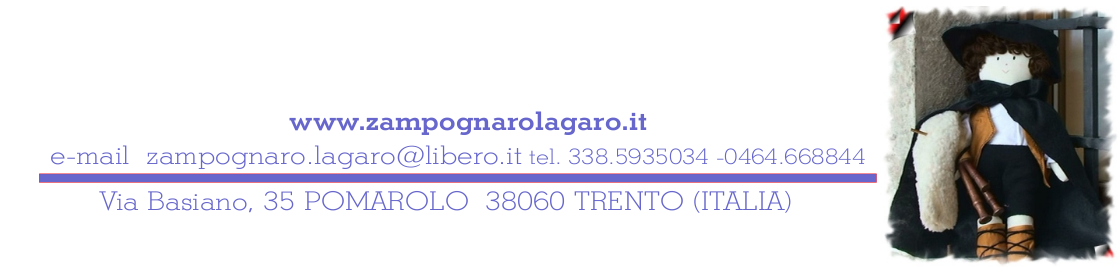 www.zampognarolagaro.it
e-mail zampognaro.lagaro@libero.it tel. 338.5935034 -0464.668844
Via Basiano, 35 POMAROLO 38060 TRENTO (ITALIA)